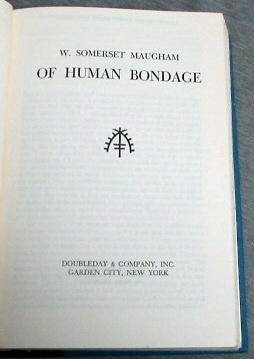 W. SOMERSET MAUGHAM
OF HUMAN BONDAGE
DOUBLEDAY & COMPANY, INC.
GARDEN CITY, NEW YORK